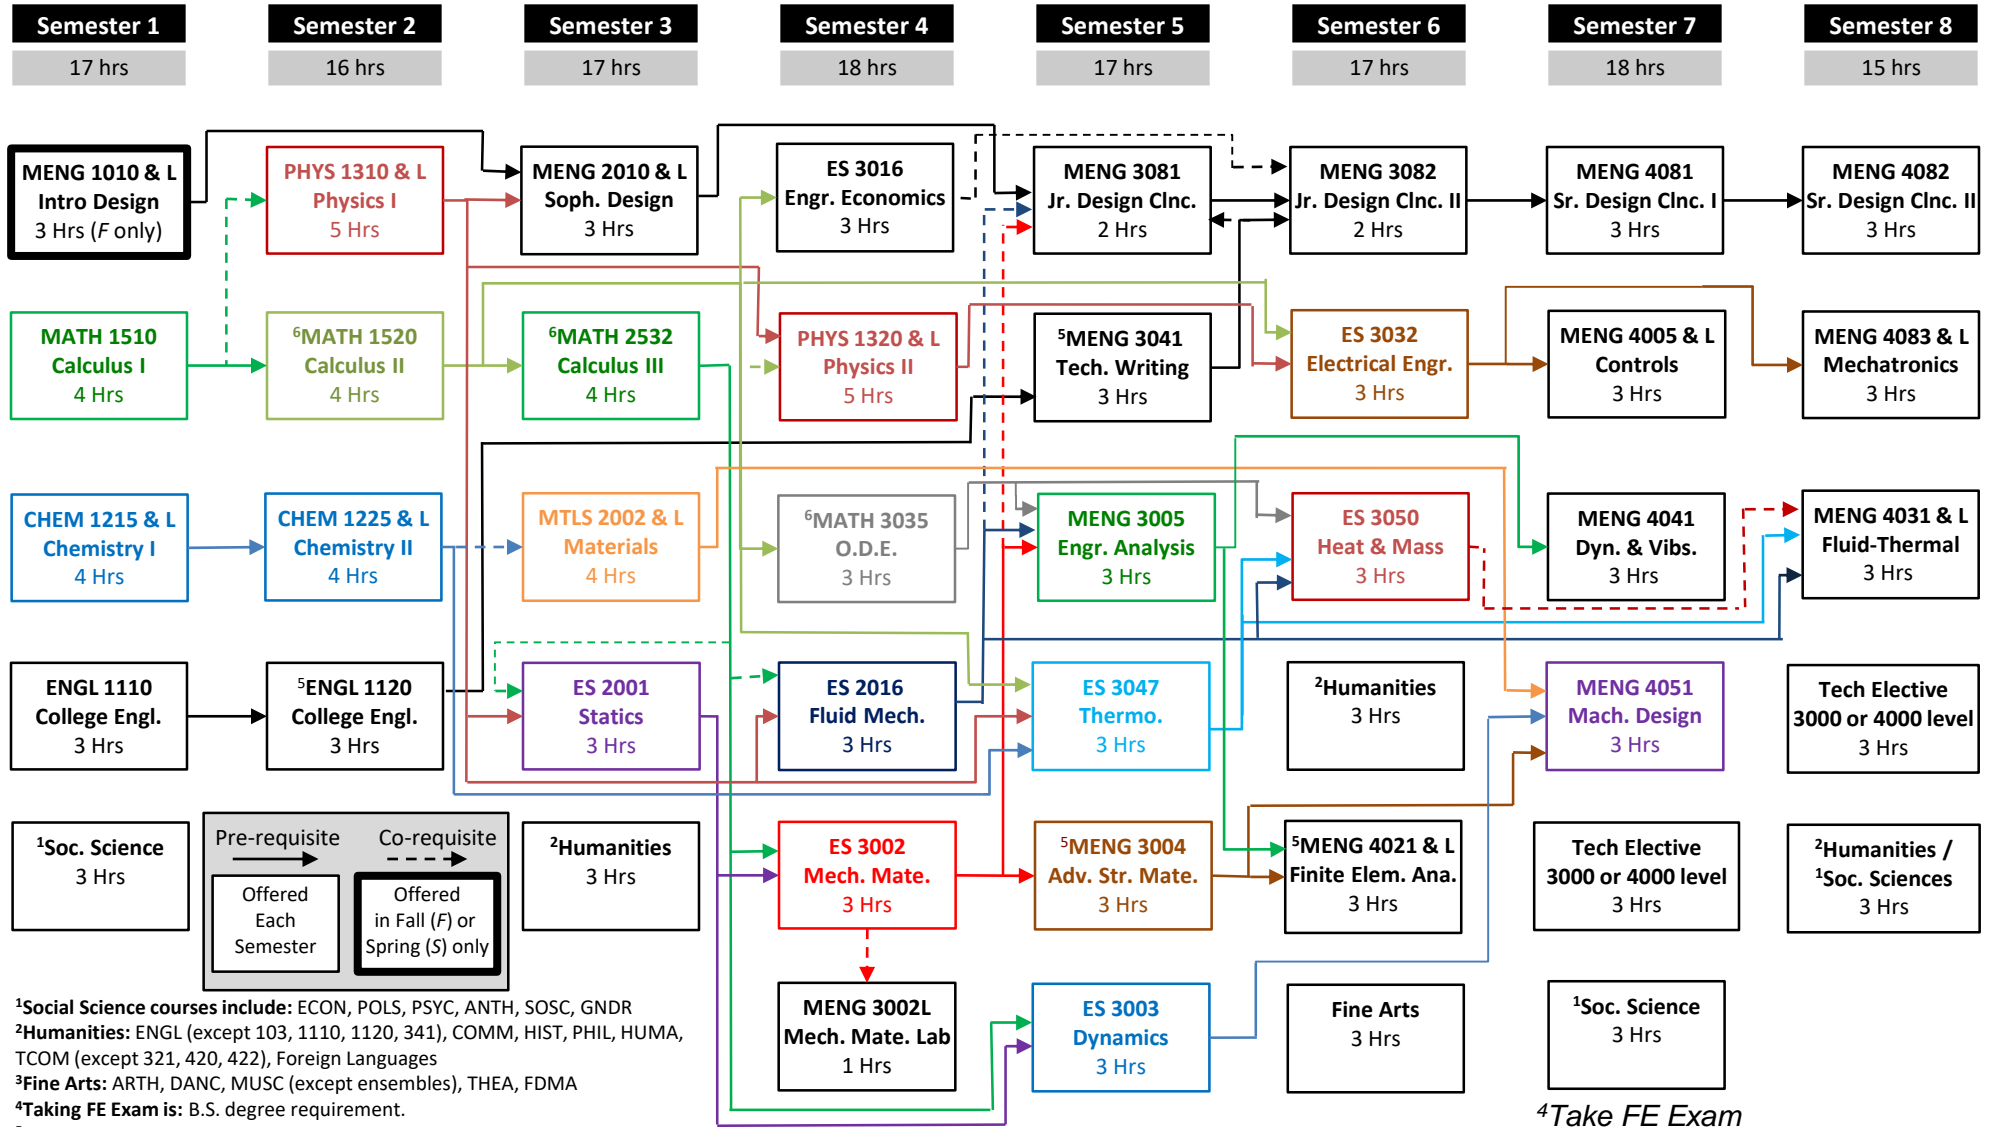 Semester 1
17 hrs
Semester 2
16 hrs
Semester 3
17 hrs
Semester 4
18 hrs
Semester 5
17 hrs
Semester 6
17 hrs
Semester 7
18 hrs
Semester 8
15 hrs
MENG 1010 & L
Intro Design
3 Hrs (F only)
PHYS 1310 & L
Physics I
5 Hrs
MENG 2010 & L
Soph. Design
3 Hrs
ES 3016
Engr. Economics
3 Hrs
MENG 3081
Jr. Design Clnc.
2 Hrs
MENG 3082
Jr. Design Clnc. II
2 Hrs
MENG 4081
Sr. Design Clnc. I
3 Hrs
MENG 4082
Sr. Design Clnc. II
3 Hrs
MATH 1510
Calculus I
4 Hrs
⁶MATH 1520
Calculus II
4 Hrs
⁶MATH 2532
Calculus III
4 Hrs
PHYS 1320 & L
Physics II
5 Hrs
⁵MENG 3041
Tech. Writing
3 Hrs
ES 3032
Electrical Engr.
3 Hrs
MENG 4005 & L
Controls
3 Hrs
MENG 4083 & L
Mechatronics
3 Hrs
CHEM 1215 & L
Chemistry I
4 Hrs
CHEM 1225 & L
Chemistry II
4 Hrs
MTLS 2002 & L
Materials
4 Hrs
⁶MATH 3035
O.D.E.
3 Hrs
MENG 3005
Engr. Analysis
3 Hrs
ES 3050
Heat & Mass
3 Hrs
MENG 4041
Dyn. & Vibs.
3 Hrs
MENG 4031 & L
Fluid-Thermal
3 Hrs
ENGL 1110
College Engl.
3 Hrs
⁵ENGL 1120
College Engl.
3 Hrs
ES 2001
Statics
3 Hrs
ES 2016
Fluid Mech.
3 Hrs
ES 3047
Thermo.
3 Hrs
²Humanities
3 Hrs
MENG 4051
Mach. Design
3 Hrs
Tech Elective
3000 or 4000 level
3 Hrs
¹Soc. Science
3 Hrs
Pre-requisite
Co-requisite
Offered
Each
Semester
Offered
in Fall (F) or
Spring (S) only
²Humanities
3 Hrs
ES 3002
Mech. Mate.
3 Hrs
⁵MENG 3004
Adv. Str. Mate.
3 Hrs
⁵MENG 4021 & L
Finite Elem. Ana.
3 Hrs
Tech Elective
3000 or 4000 level
3 Hrs
²Humanities /
¹Soc. Sciences
3 Hrs
MENG 3002L
Mech. Mate. Lab
1 Hrs
ES 3003
Dynamics
3 Hrs
Fine Arts
3 Hrs
¹Soc. Science
3 Hrs
¹Social Science courses include: ECON, POLS, PSYC, ANTH, SOSC, GNDR
²Humanities: ENGL (except 103, 1110, 1120, 341), COMM, HIST, PHIL, HUMA,
TCOM (except 321, 420, 422), Foreign Languages
³Fine Arts: ARTH, DANC, MUSC (except ensembles), THEA, FDMA
⁴Taking FE Exam is: B.S. degree requirement.
⁴Take FE Exam